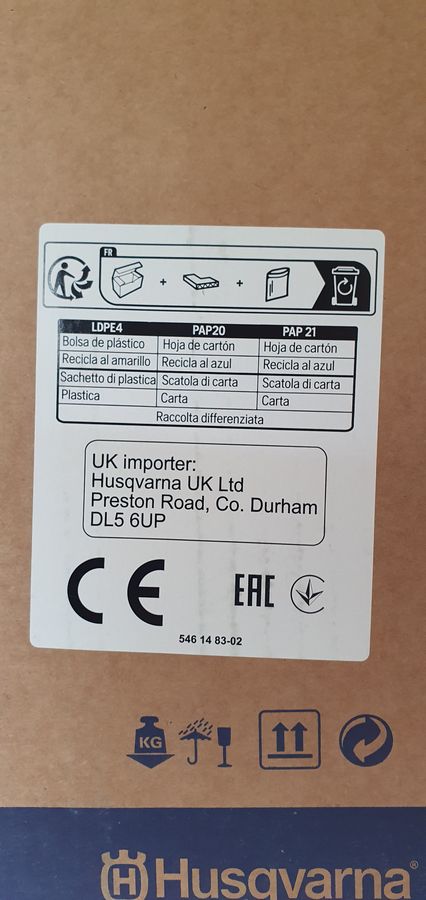 FR
LDPE4 PAP20 PAP 21
Bolsa de plástico Hoja de cartón Hoja de cartón
Recicla al amarillo Recicla al azul Recicla al azul
Sachetto di plastica Scatola di carta Scatola di carta
Plastica Carta Carta
Raccolta differenziata
UK importer:
Husqvarna UK Ltd
Preston Road, Co. Durham
DL5 6UP
CE EAC
546 14 83-02
KG
H Husqvarna®